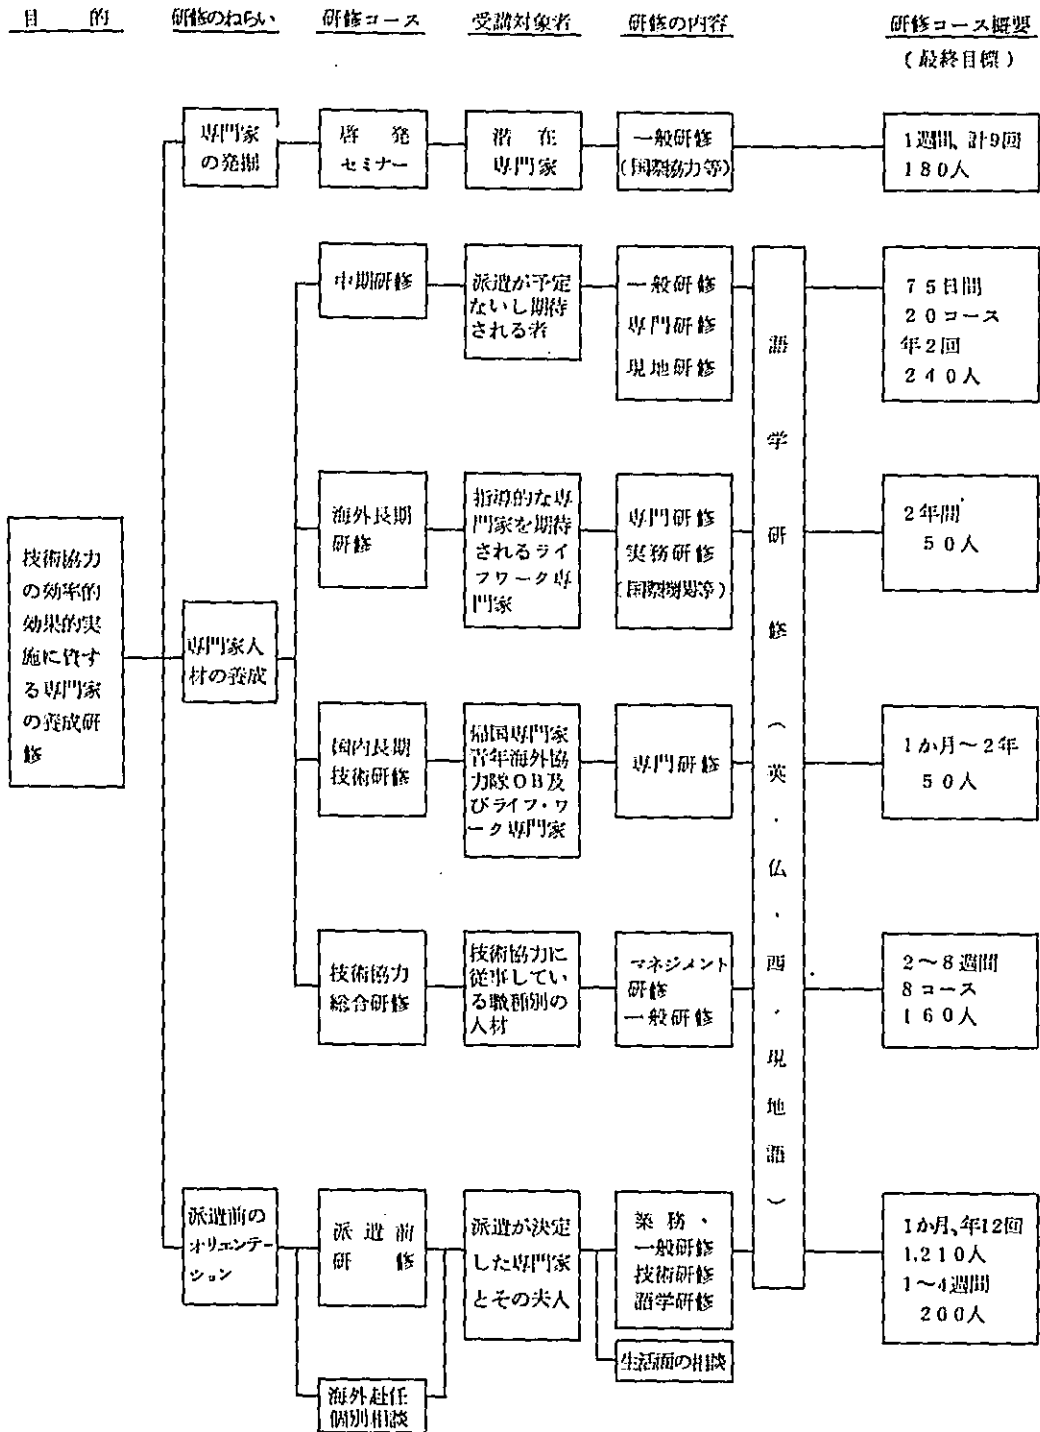 目 的
研修のねらい
研修コース
受講対象者
研修の内容
研修コース概要
(最終目標)
専門家
の発掘
啓 発
セミナー
潜 在
専門家
一般研修
(国際協力等)
1週間、計9回
180人
技術協力
の効率的
効果的実
施に資す
る専門家
の養成研
修
専門家人
材の養成
中期研修
派遣が予定
ないし期待
される者
一般研修
専門研修
現地研修
75日間
20コース
年2回
240人
海外長期
研修
指導的な専
門家を期待
されるライ
フワーク専
門家
専門研修
実務研修
2年間
50人
国内長期
技術研修
帰国専門家
青年海外協
力隊OB及
びライフ・ワ
ーク専門家
専門研修
1か月～2年
50人
技術協力
総合研修
技術協力に
従事してい
る職種別の
人材
マネジメント
研修
一般研修
2～8週間
8コース
160人
語学研修(英・仏・西・現地語)
派遣前の
オリエンテー
ション
派遣前
研 修
派遣が決定
した専門家
とその夫人
業務・
一般研修
技術研修
語学研修
1か月、年12回
1,210人
1～4週間
200人
海外赴任
個別相談
生活面の相談